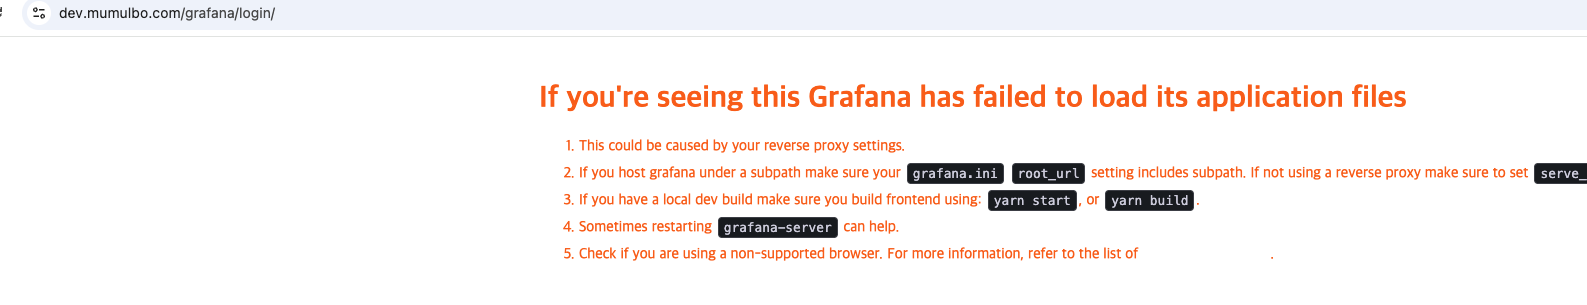 dev.mumulbo.com/grafana/login/
If you're seeing this Grafana has failed to load its application files
1. This could be caused by your reverse proxy settings.
2. If you host grafana under a subpath make sure your grafana.ini root_url setting includes subpath. If not using a reverse proxy make sure to set serve_
3. If you have a local dev build make sure you build frontend using: yarn start, or yarn build.
4. Sometimes restarting grafana-server can help.
5. Check if you are using a non-supported browser. For more information, refer to the list of .